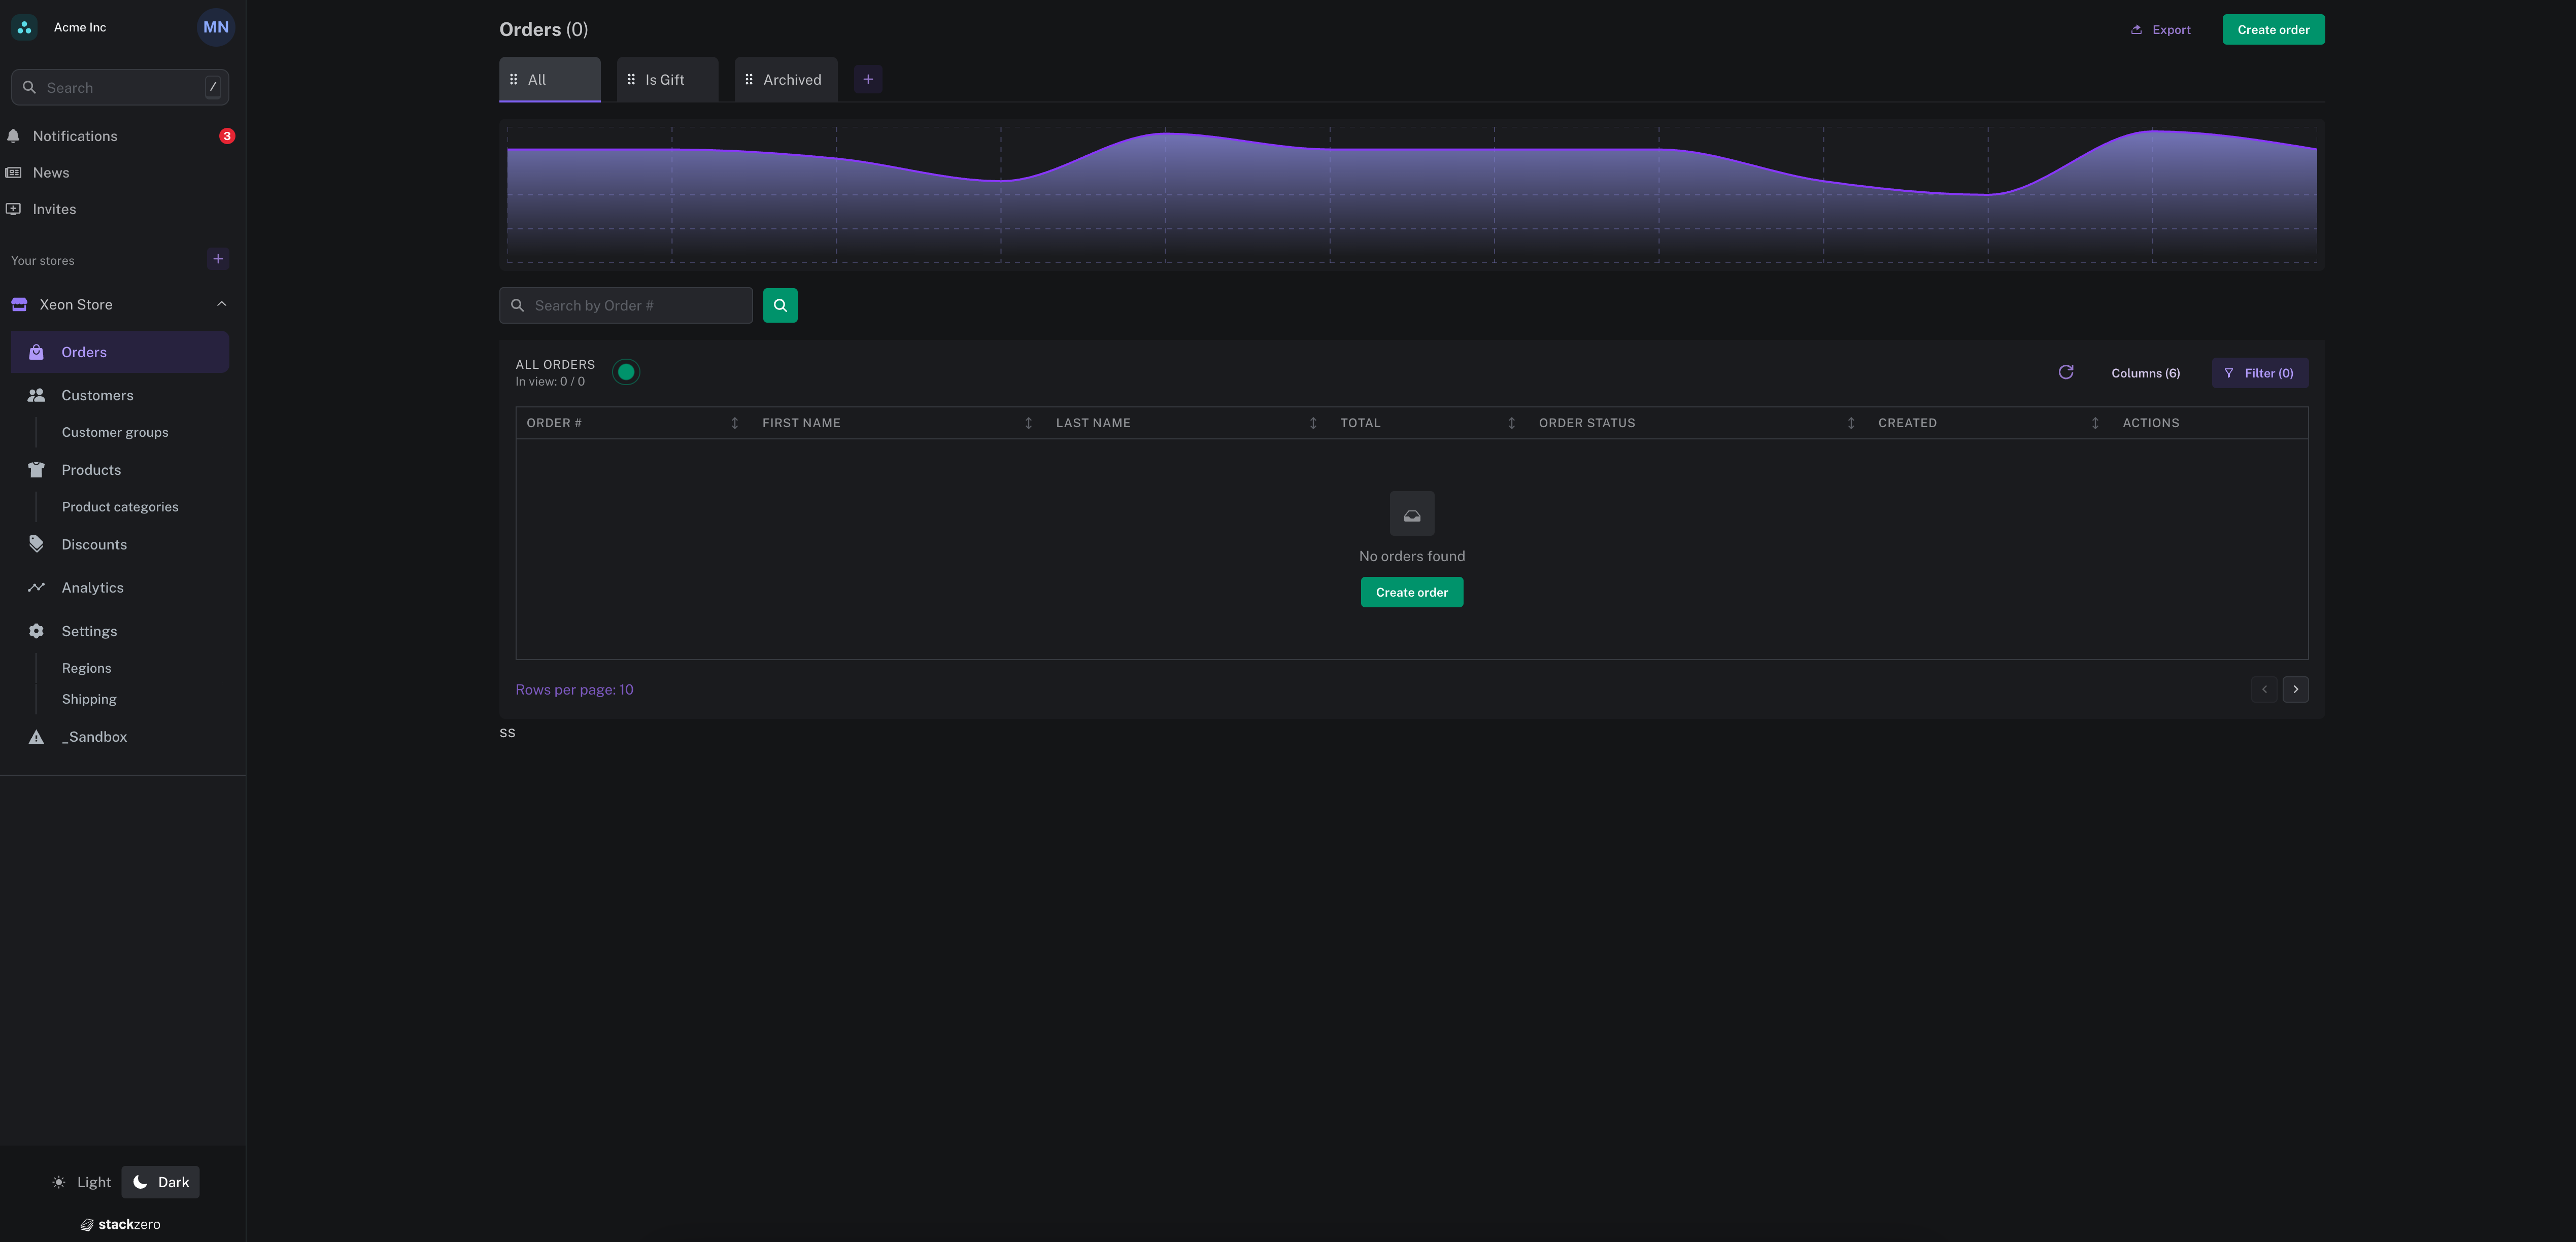 Acme Inc
MN
Search /
Notifications 3
News
Invites
Your stores +
Xeon Store
Orders
Customers
Customer groups
Products
Product categories
Discounts
Analytics
Settings
Regions
Shipping
_Sandbox
Light Dark
stackzero
Orders (0)
Export Create order
All Is Gift Archived +
Search by Order #
ALL ORDERS
In view: 0 / 0
Columns (6) Filter (0)
ORDER # FIRST NAME LAST NAME TOTAL ORDER STATUS CREATED ACTIONS
No orders found
Create order
Rows per page: 10
ss